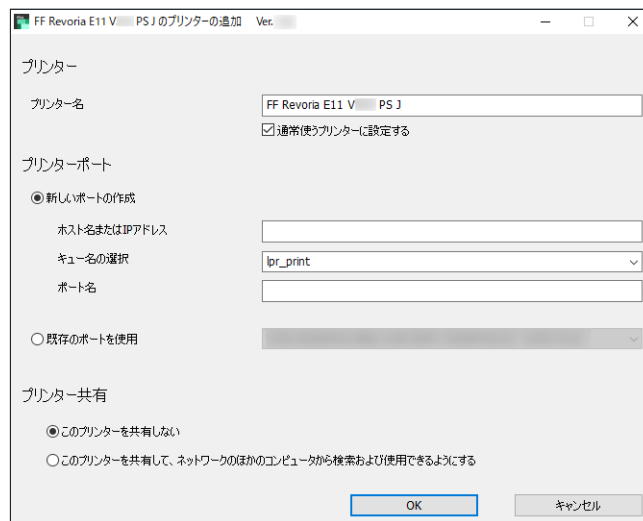 FF Revoria E11 V PS J のプリンターの追加 Ver.
プリンター
プリンター名 FF Revoria E11 V PS J
通常使うプリンターに設定する
プリンターポート
新しいポートの作成
ホスト名またはIPアドレス
キュー名の選択 lpr_print
ポート名
既存のポートを使用
プリンター共有
このプリンターを共有しない
このプリンターを共有して、ネットワークのほかのコンピュータから検索および使用できるようにする
OK キャンセル